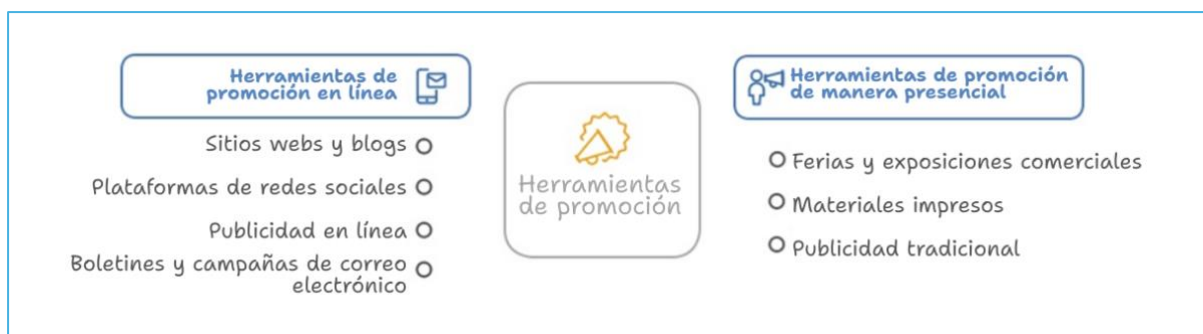 Herramientas de
promoción en línea
Sitios webs y blogs
Plataformas de redes sociales
Publicidad en línea
Boletines y campañas de correo
electrónico
Herramientas
de promoción
Herramientas de promoción
de manera presencial
Ferias y exposiciones comerciales
Materiales impresos
Publicidad tradicional